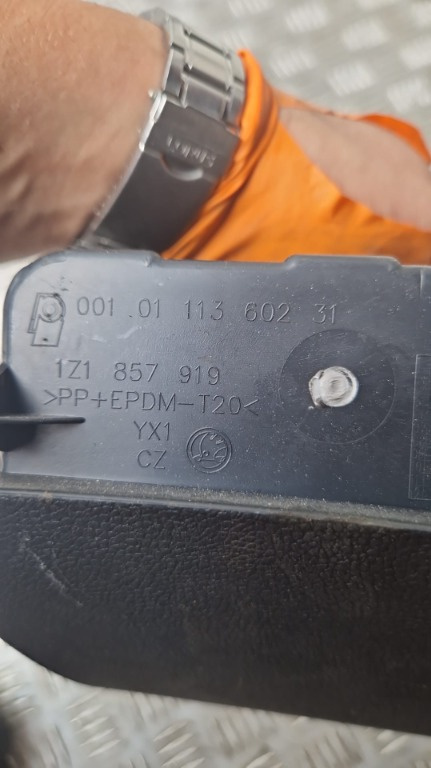 001.01 113 602 31
1Z1 857 919
>PP+EPDM-T20<
YX1
CZ